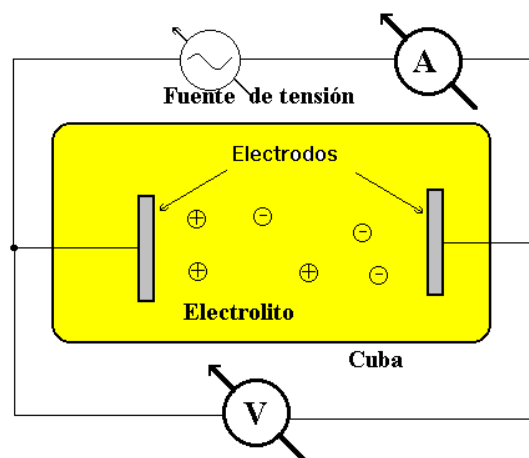 A
Fuente de tensión
Electrodos
+
-
-
+
+
-
Electrolito
Cuba
V